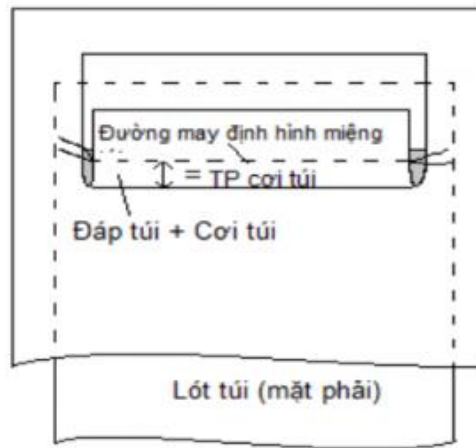 Đường may định hình miệng
= TP cơi túi
Đáp túi + Cơi túi
Lót túi (mặt phải)